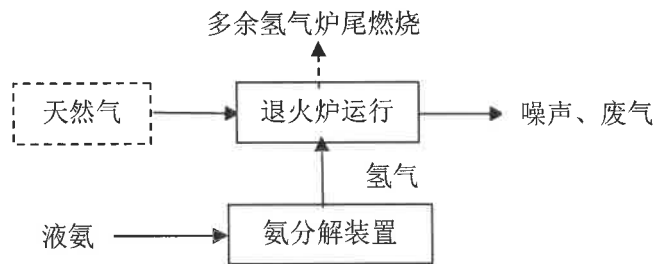 多余氢气炉尾燃烧
天然气
退火炉运行
噪声、废气
氢气
液氨
氨分解装置